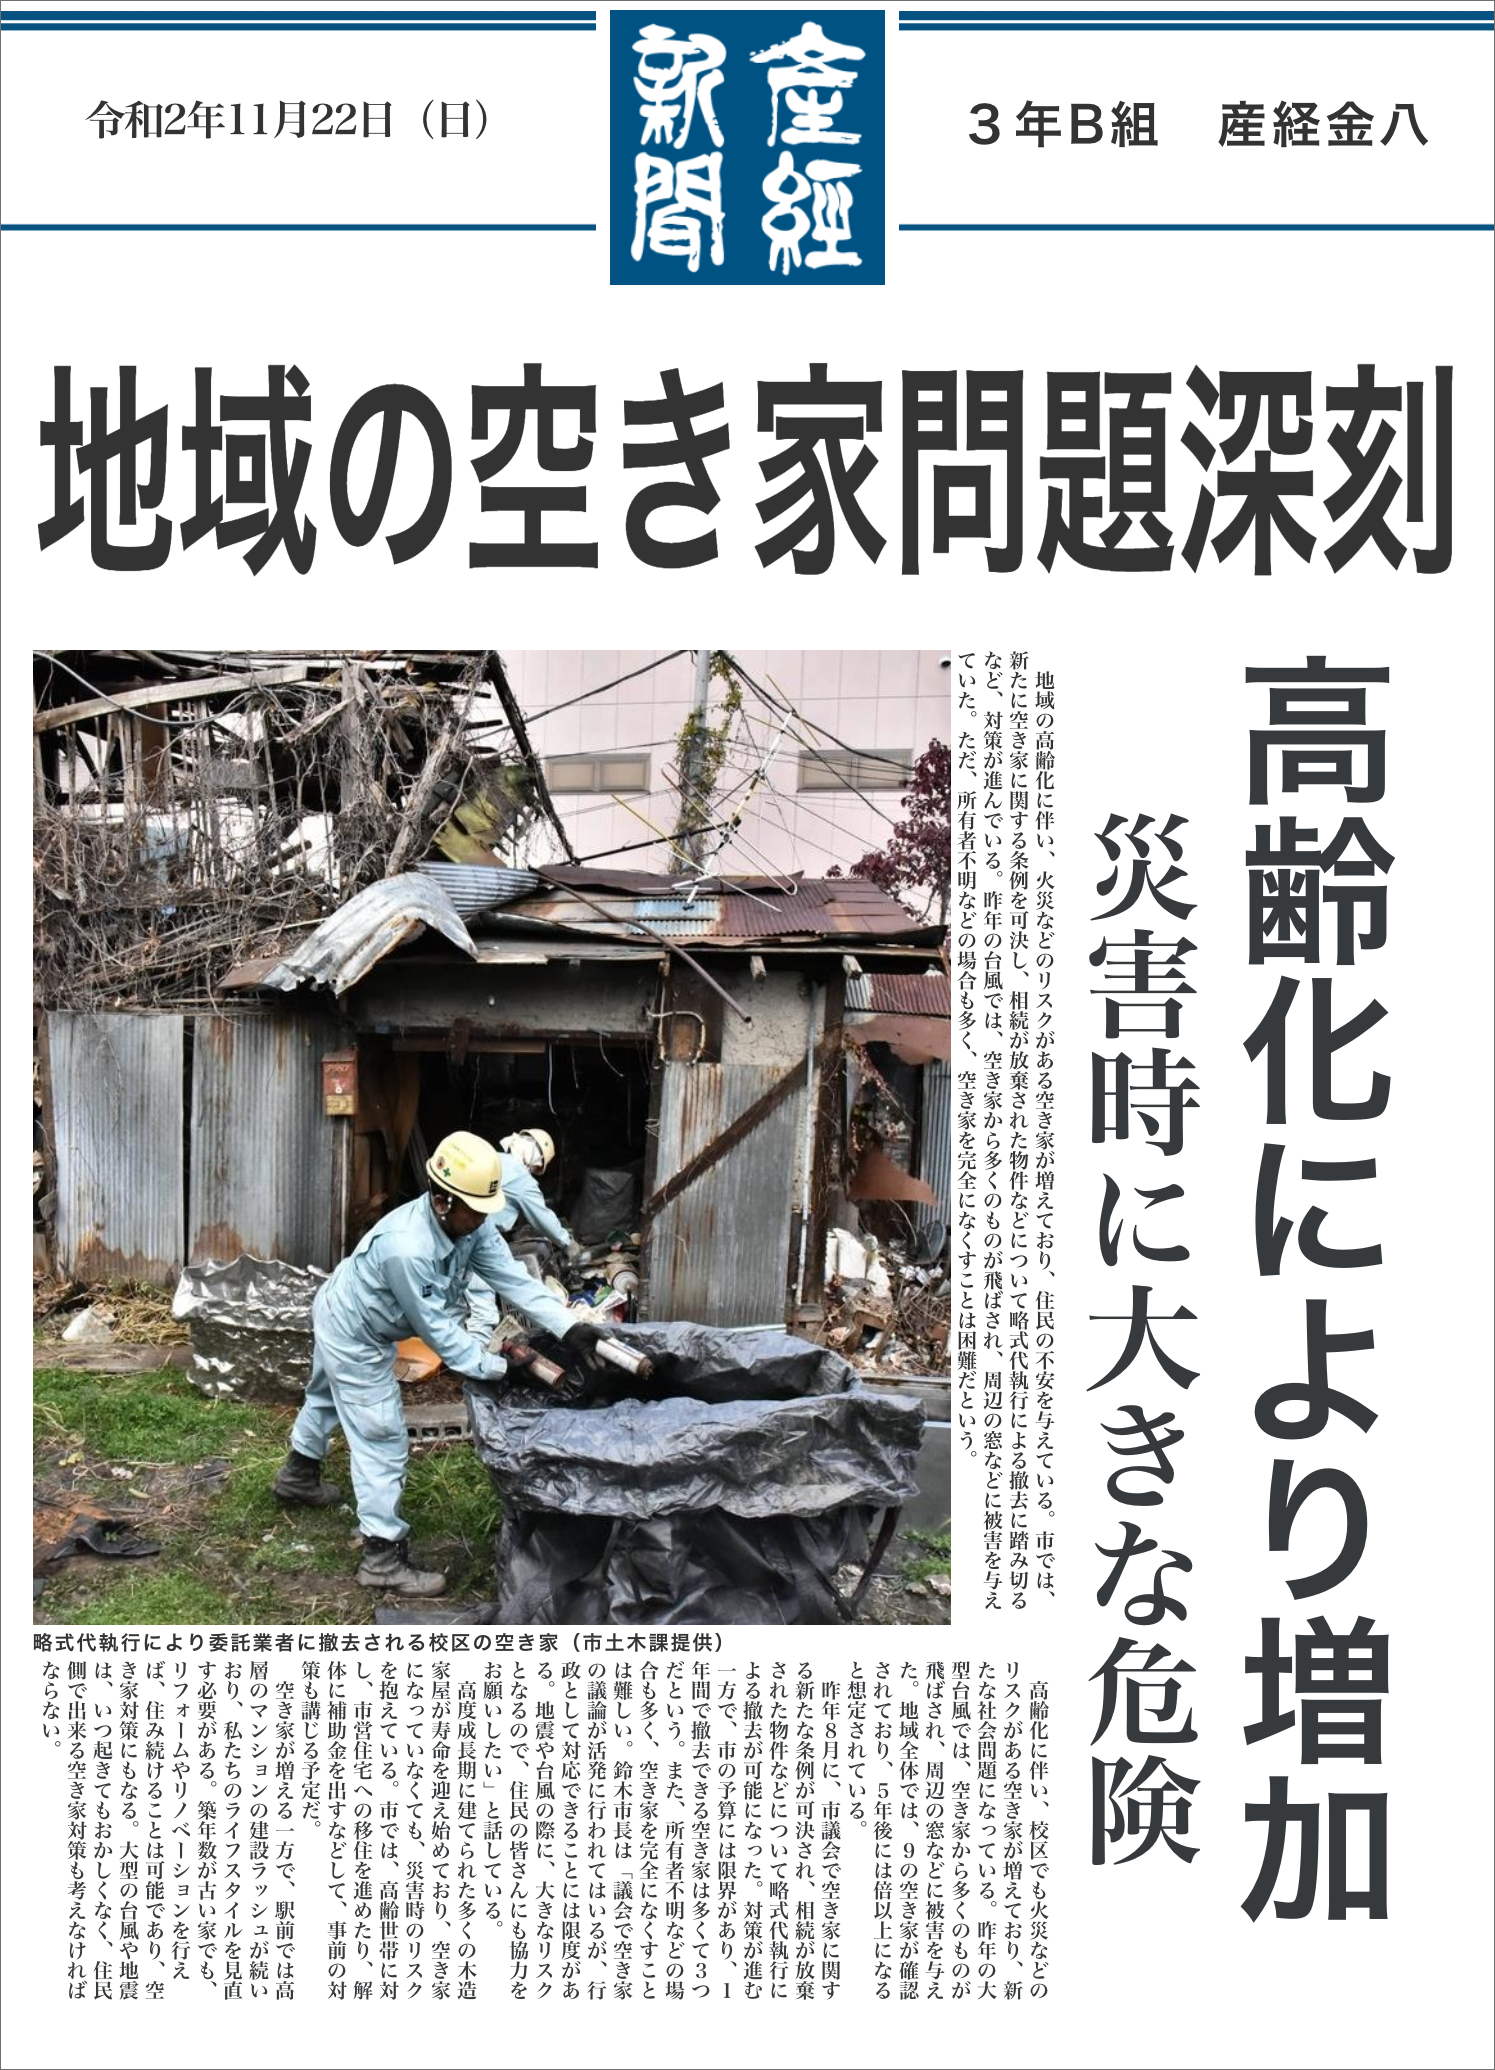 令和2年11月22日（日）
産經
新聞
３年B組　産経金八
地域の空き家問題深刻
高齢化により増加
災害時に大きな危険
　地域の高齢化に伴い、火災などのリスクがある空き家が増えており、住民の不安を与えている。市では、
新たに空き家に関する条例を可決し、相続が放棄された物件などについて略式代執行による撤去に踏み切る
など、対策が進んでいる。昨年の台風では、空き家から多くのものが飛ばされ、周辺の窓などに被害を与え
ていた。ただ、所有者不明などの場合も多く、空き家を完全になくすことは困難だという。
略式代執行により委託業者に撤去される校区の空き家（市土木課提供）
　高齢化に伴い、校区でも火災などの
リスクがある空き家が増えており、新
たな社会問題になっている。昨年の大
型台風では、空き家から多くのものが
飛ばされ、周辺の窓などに被害を与え
た。地域全体では、９の空き家が確認
されており、５年後には倍以上になる
と想定されている。
　昨年８月に、市議会で空き家に関す
る新たな条例が可決され、相続が放棄
された物件などについて略式代執行に
よる撤去が可能になった。対策が進む
一方で、市の予算には限界があり、１
年間で撤去できる空き家は多くて３つ
だという。また、所有者不明などの場
合も多く、空き家を完全になくすこと
は難しい。鈴木市長は「議会で空き家
の議論が活発に行われてはいるが、行
政として対応できることには限度があ
る。地震や台風の際に、大きなリスク
となるので、住民の皆さんにも協力を
お願いしたい」と話している。
　高度成長期に建てられた多くの木造
家屋が寿命を迎え始めており、空き家
になっていなくても、災害時のリスク
を抱えている。市では、高齢世帯に対
し、市営住宅への移住を進めたり、解
体に補助金を出すなどして、事前の対
策も講じる予定だ。
　空き家が増える一方で、駅前では高
層のマンションの建設ラッシュが続い
ており、私たちのライフスタイルを見直
す必要がある。築年数が古い家でも、
リフォームやリノベーションを行え
ば、住み続けることは可能であり、空
き家対策にもなる。大型の台風や地震
は、いつ起きてもおかしくなく、住民
側で出来る空き家対策も考えなければ
ならない。